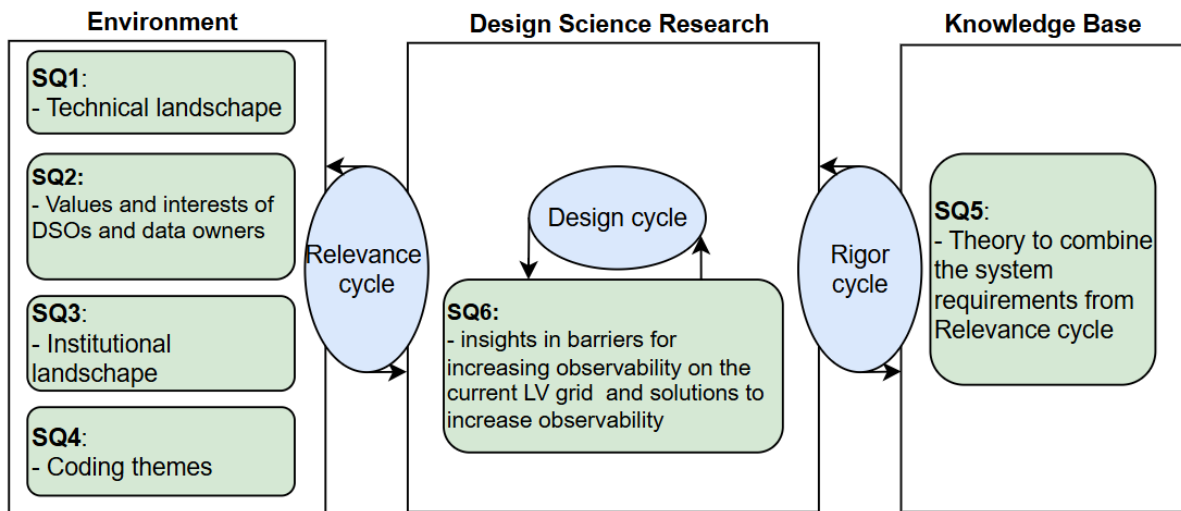 Environment
SQ1:
- Technical landschape
SQ2:
- Values and interests of
DSOs and data owners
SQ3:
- Institutional
landschape
SQ4:
- Coding themes
Relevance
cycle
Design Science Research
Design cycle
SQ6:
- insights in barriers for
increasing observability on the
current LV grid and solutions to
increase observability
Rigor
cycle
Knowledge Base
SQ5:
- Theory to combine
the system
requirements from
Relevance cycle